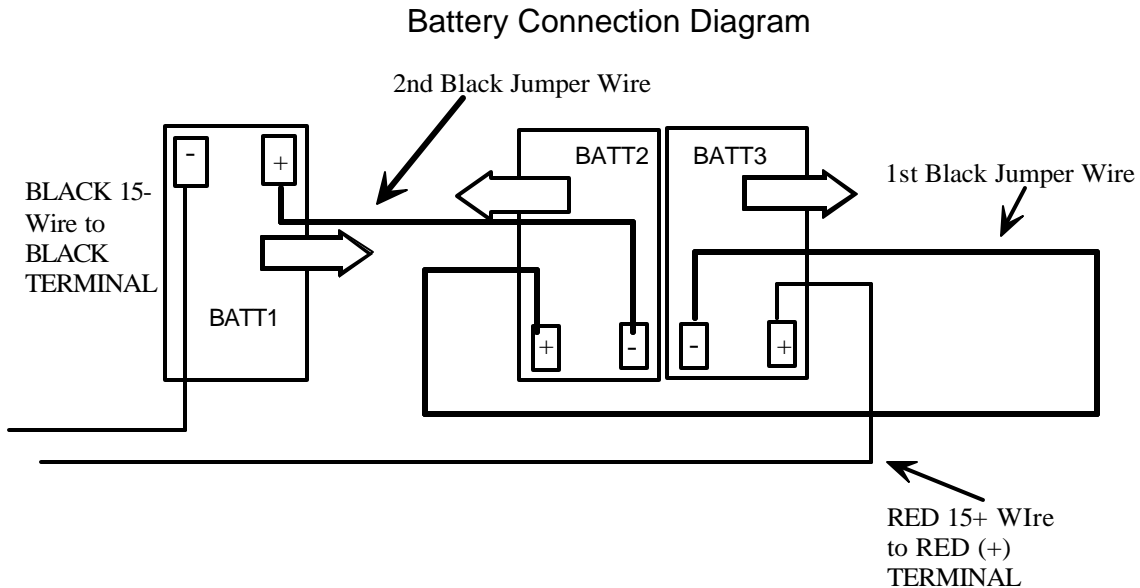 Battery Connection Diagram
2nd Black Jumper Wire
- +
BATT2 BATT3
BLACK 15-
Wire to
BLACK
TERMINAL
1st Black Jumper Wire
BATT1
+ - - +
RED 15+ WIre
to RED (+)
TERMINAL